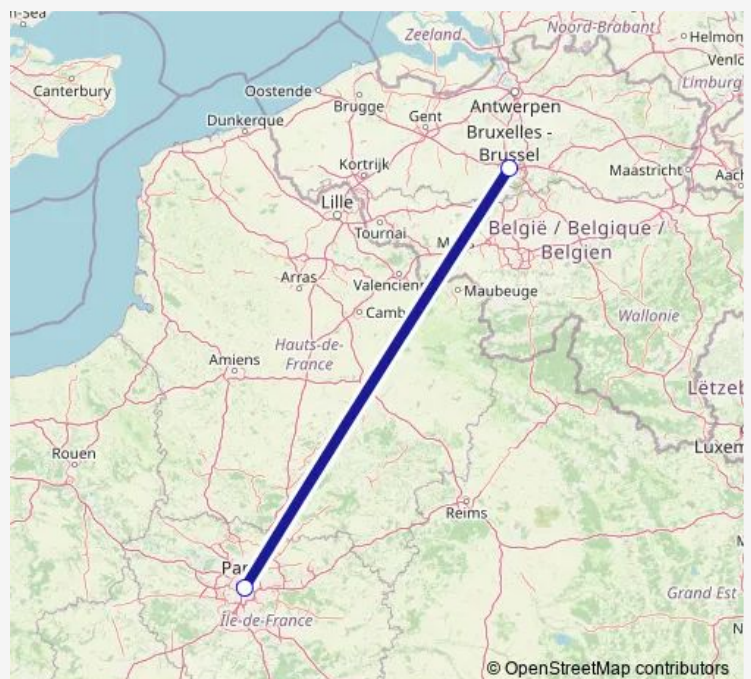 Zeeland
Noord-Brabant
Helmon
Venlo
Canterbury
Oostende
Brugge
Antwerpen
Limburg
Dunkerque
Gent
Bruxelles -
Brussel
Kortrijk
Maastricht
Aach
Lille
Tournai
België / Belgique /
Belgien
Arras
Valencienn
Maubeuge
Camb
Wallonie
Hauts-de-
France
Amiens
Lëtzeb
Rouen
Luxem
Reims
Par
Grand Est
Île-de-France
© OpenStreetMap contributors